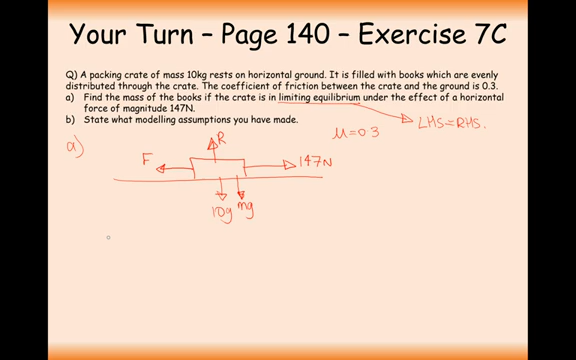 Your Turn – Page 140 – Exercise 7C
Q) A packing crate of mass 10kg rests on horizontal ground. It is filled with books which are evenly
distributed through the crate. The coefficient of friction between the crate and the ground is 0.3.
a) Find the mass of the books if the crate is in limiting equilibrium under the effect of a horizontal
force of magnitude 147N.
b) State what modelling assumptions you have made.
LHS=RHS.
μ=0.3
a)
R
F
147N
10g mg